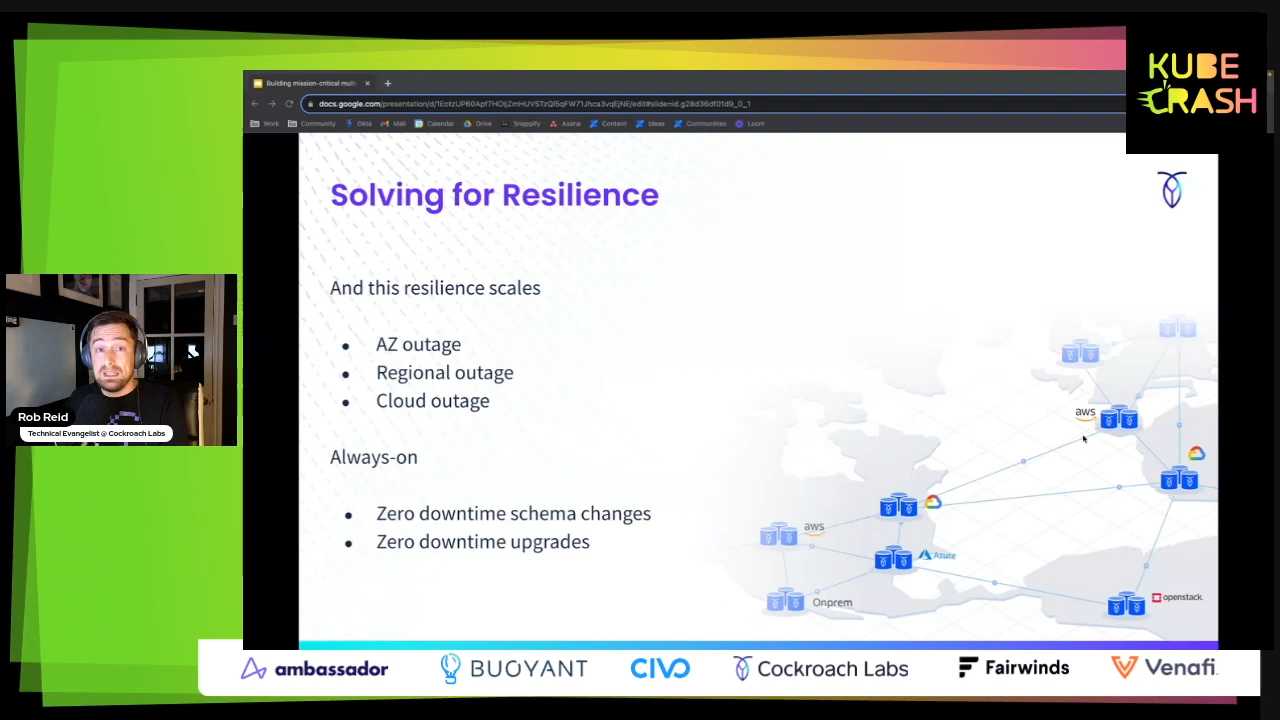 KUBE
CRASH
Building mission-critical mult
docs.google.com/presentation/d/
Work
Community
Okta
Mail
Calendar
Drive
Snappify
Asana
Content
Ideas
Communities
Loom
Solving for Resilience
And this resilience scales
AZ outage
Regional outage
Cloud outage
Always-on
Zero downtime schema changes
Zero downtime upgrades
aws
aws
Azure
Onprem
openstack.
Rob Reid
Technical Evangelist @ Cockroach Labs
ambassador
BUOYANT
CIVO
Cockroach Labs
Fairwinds
Venafi